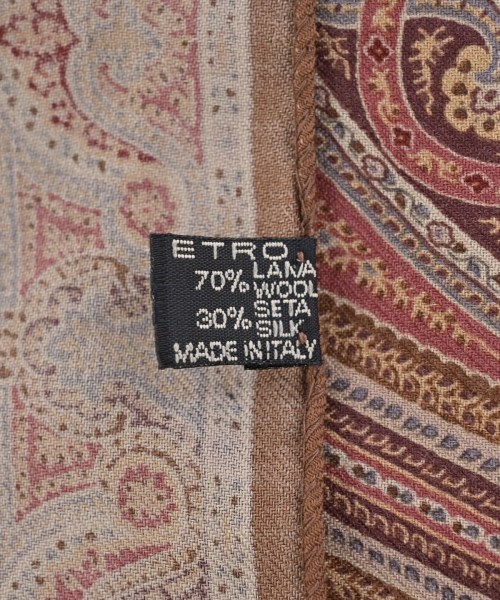 ETRO
70% LANA
WOOL
30% SETA
SILK
MADE IN ITALY